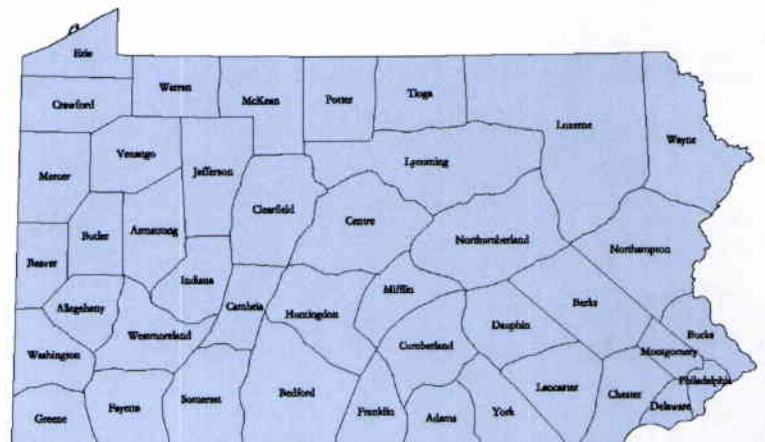 Erie
Warren
McKean
Potter
Tioga
Crawford
Luzerne
Wayne
Venango
Jefferson
Lycoming
Mercer
Clearfield
Centre
Butler
Armstrong
Northumberland
Northampton
Beaver
Indiana
Mifflin
Allegehany
Cambria
Huntingdon
Berks
Westmoreland
Dauphin
Bucks
Washington
Cumberland
Montgomery
Philadelphia
Greene
Fayette
Somerset
Bedford
Franklin
Adams
York
Lancaster
Chester
Delaware